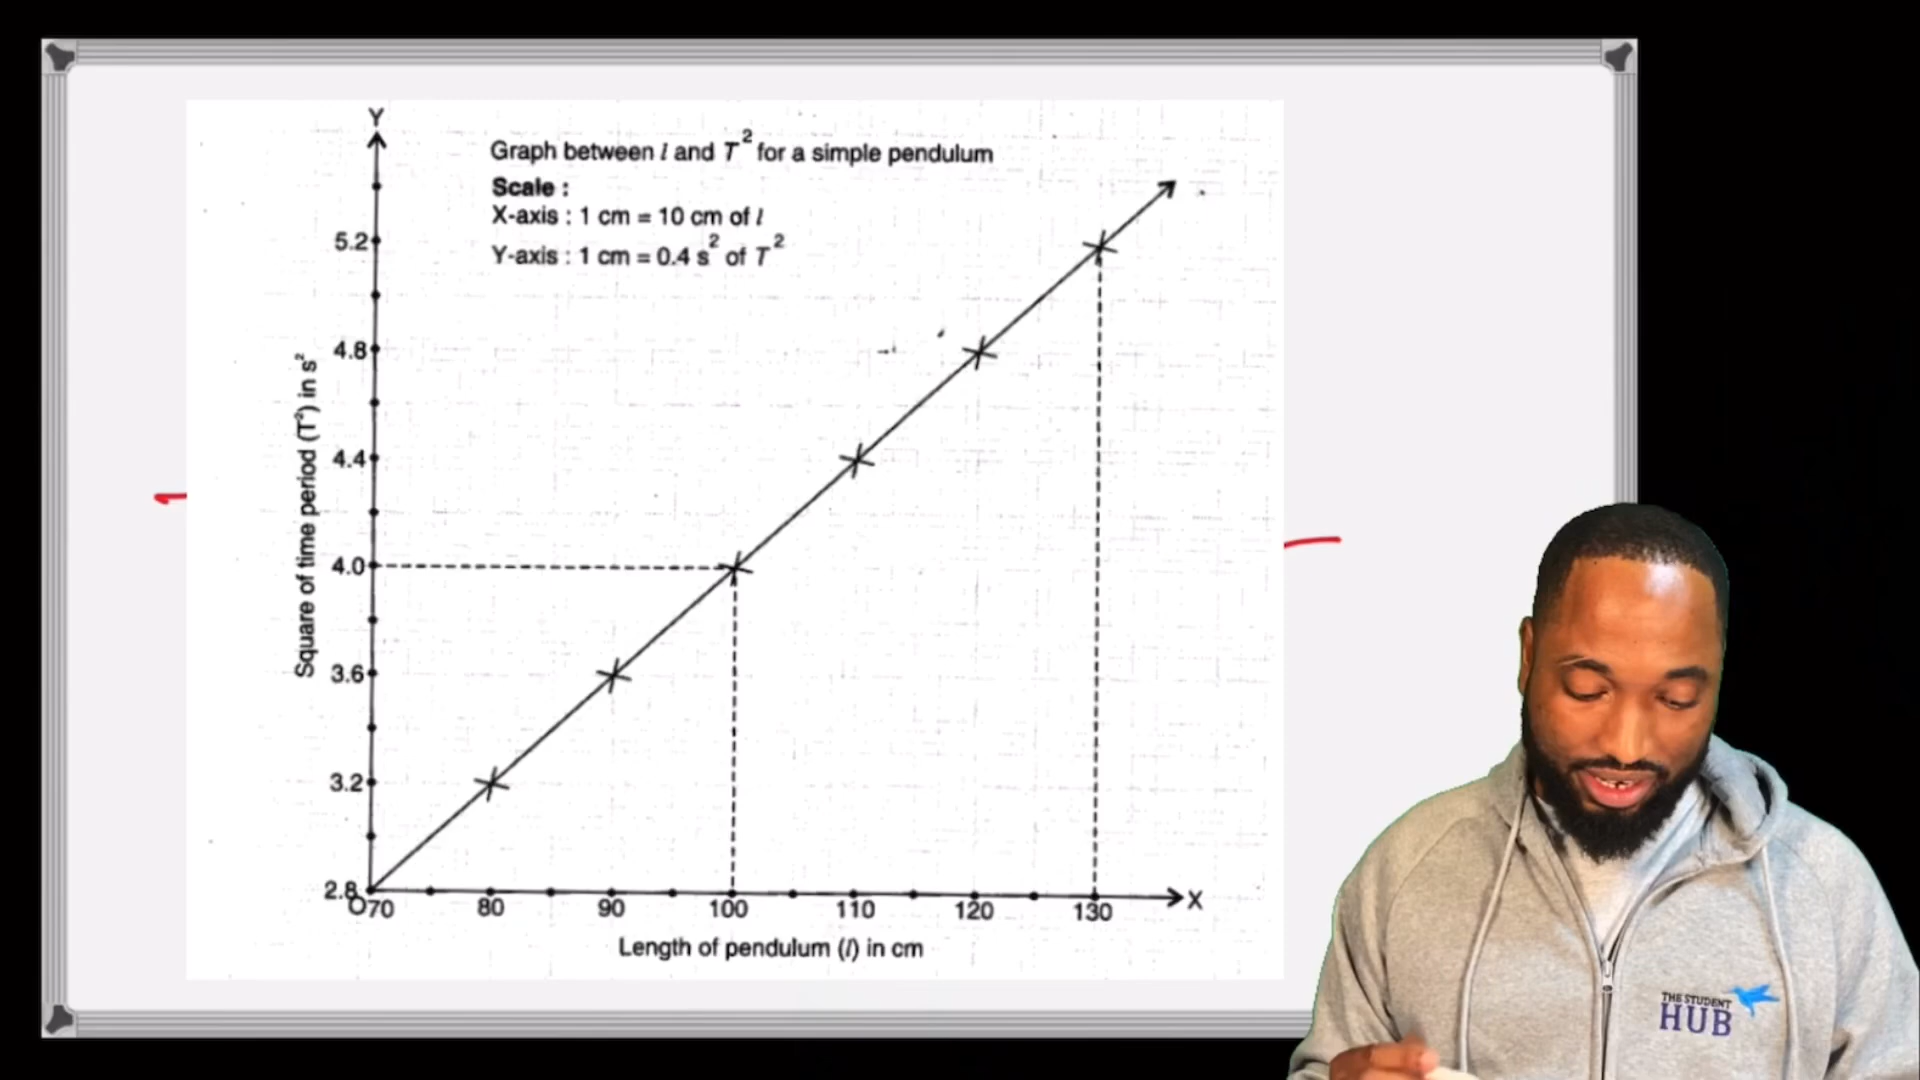 Y
Graph between l and T² for a simple pendulum
Scale :
X-axis : 1 cm = 10 cm of l
Y-axis : 1 cm = 0.4 s² of T²
5.2
4.8
4.4
4.0
3.6
3.2
2.8
Square of time period (T²) in s²
O70 80 90 100 110 120 130 X
Length of pendulum (l) in cm
THE STUDENT
HUB